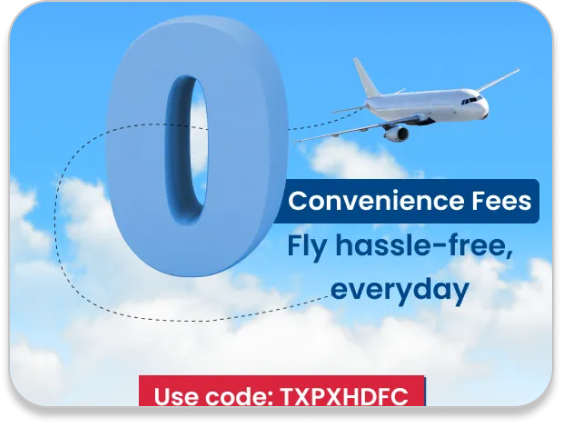 0
Convenience Fees
Fly hassle-free,
everyday
Use code: TXPXHDFC